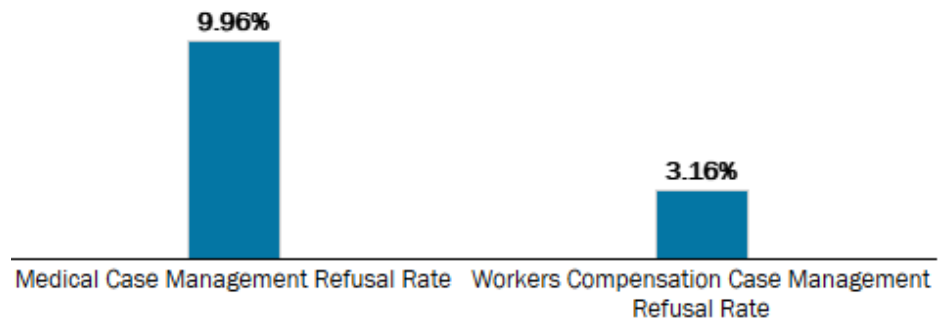 9.96%
3.16%
Medical Case Management Refusal Rate
Workers Compensation Case Management
Refusal Rate